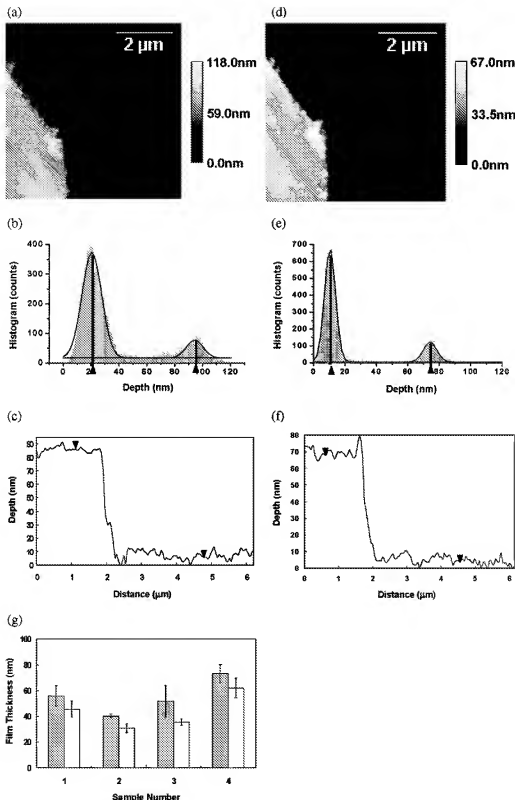 (a)
2 µm
118.0nm
59.0nm
0.0nm
(d)
2 µm
67.0nm
33.5nm
0.0nm
(b)
Histogram (counts)
400
300
200
100
0
0 20 40 60 80 100 120
Depth (nm)
(e)
Histogram (counts)
700
600
500
400
300
200
100
0
0 20 40 60 80 100 120
Depth (nm)
(c)
Depth (nm)
90
80
70
60
50
40
30
20
10
0
0 1 2 3 4 5 6
Distance (µm)
(f)
Depth (nm)
80
70
60
50
40
30
20
10
0
0 1 2 3 4 5 6
Distance (µm)
(g)
Film Thickness (nm)
100
80
60
40
20
0
1 2 3 4
Sample Number